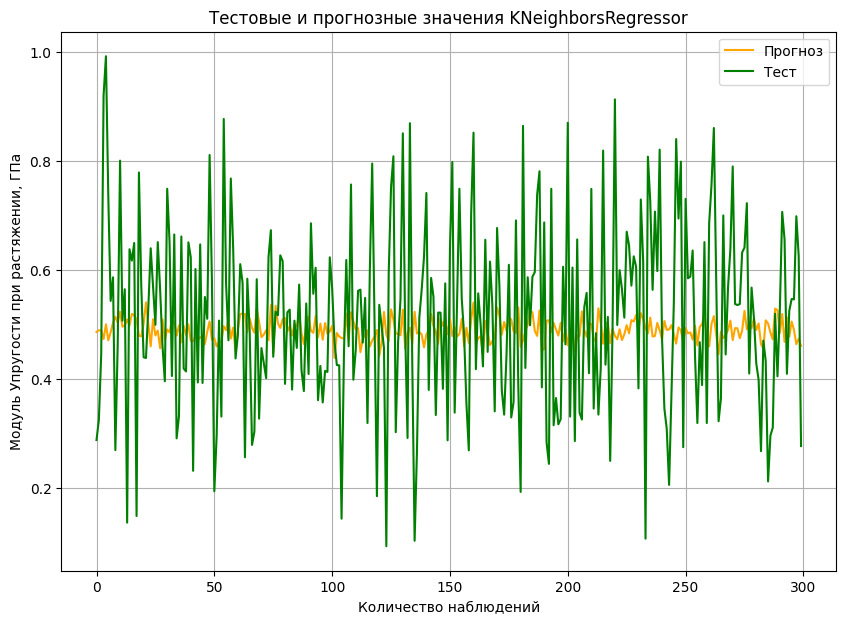 Тестовые и прогнозные значения KNeighborsRegressor
Прогноз
Тест
Модуль Упругости при растяжении, ГПа
1.0
0.8
0.6
0.4
0.2
0
50
100
150
200
250
300
Количество наблюдений